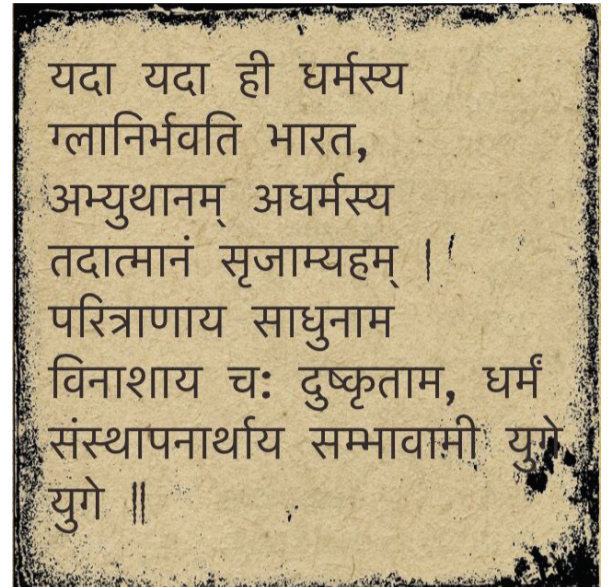 यदा यदा ही धर्मस्य
ग्लानिर्भवति भारत,
अभ्युथानम् अधर्मस्य
तदात्मानं सृजाम्यहम् |
परित्राणाय साधुनाम
विनाशाय च: दुष्कृताम, धर्मं
संस्थापनार्थाय सम्भावामी युगे
युगे ॥